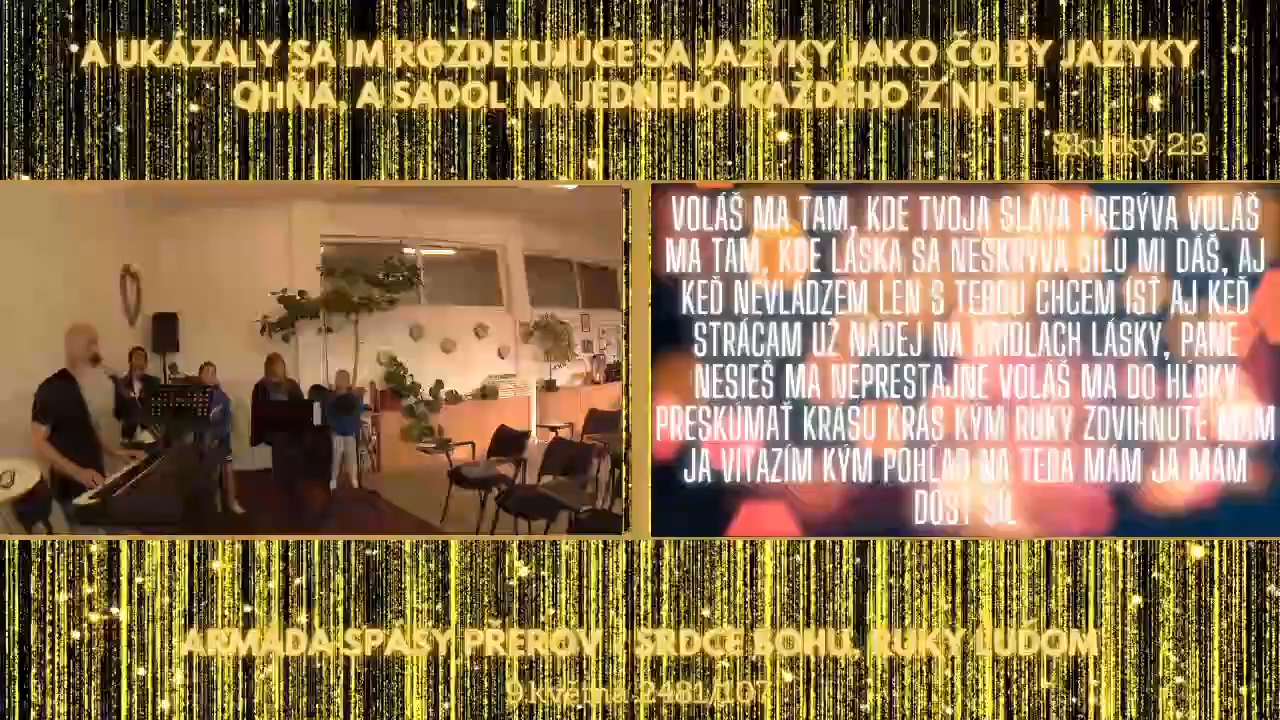 A UKÁZALY SA IM ROZDEĽUJÚCE SA JAZYKY JAKO ČO BY JAZYKY
OHŇA, A SADOL NA JEDNÉHO KAŽDÉHO Z NICH.
Skutky 2:3
VOLÁŠ MA TAM, KDE TVOJA SLÁVA PREBÝVA VOLÁŠ
MA TAM, KDE LÁSKA SA NESKRÝVA SILU MI DÁŠ, AJ
KEĎ NEVLÁDZEM LEN S TEBOU CHCEM ÍSŤ AJ KEĎ
STRÁCAM UŽ NÁDEJ NA KRÍDLACH LÁSKY, PANE
NESIEŠ MA NEPRESTAJNE VOLÁŠ MA DO HĹBKY
PRESKÚMAŤ KRÁSU KRÁS KÝM RUKY ZDVIHNUTÉ MÁM
JA VÍŤAZÍM KÝM POHĽAD NA TEBA MÁM JA MÁM
DOSŤ SÍL
ARMÁDA SPÁSY PŘEROV - SRDCE BOHU, RUKY ĽUĎOM
9.května 2481/107